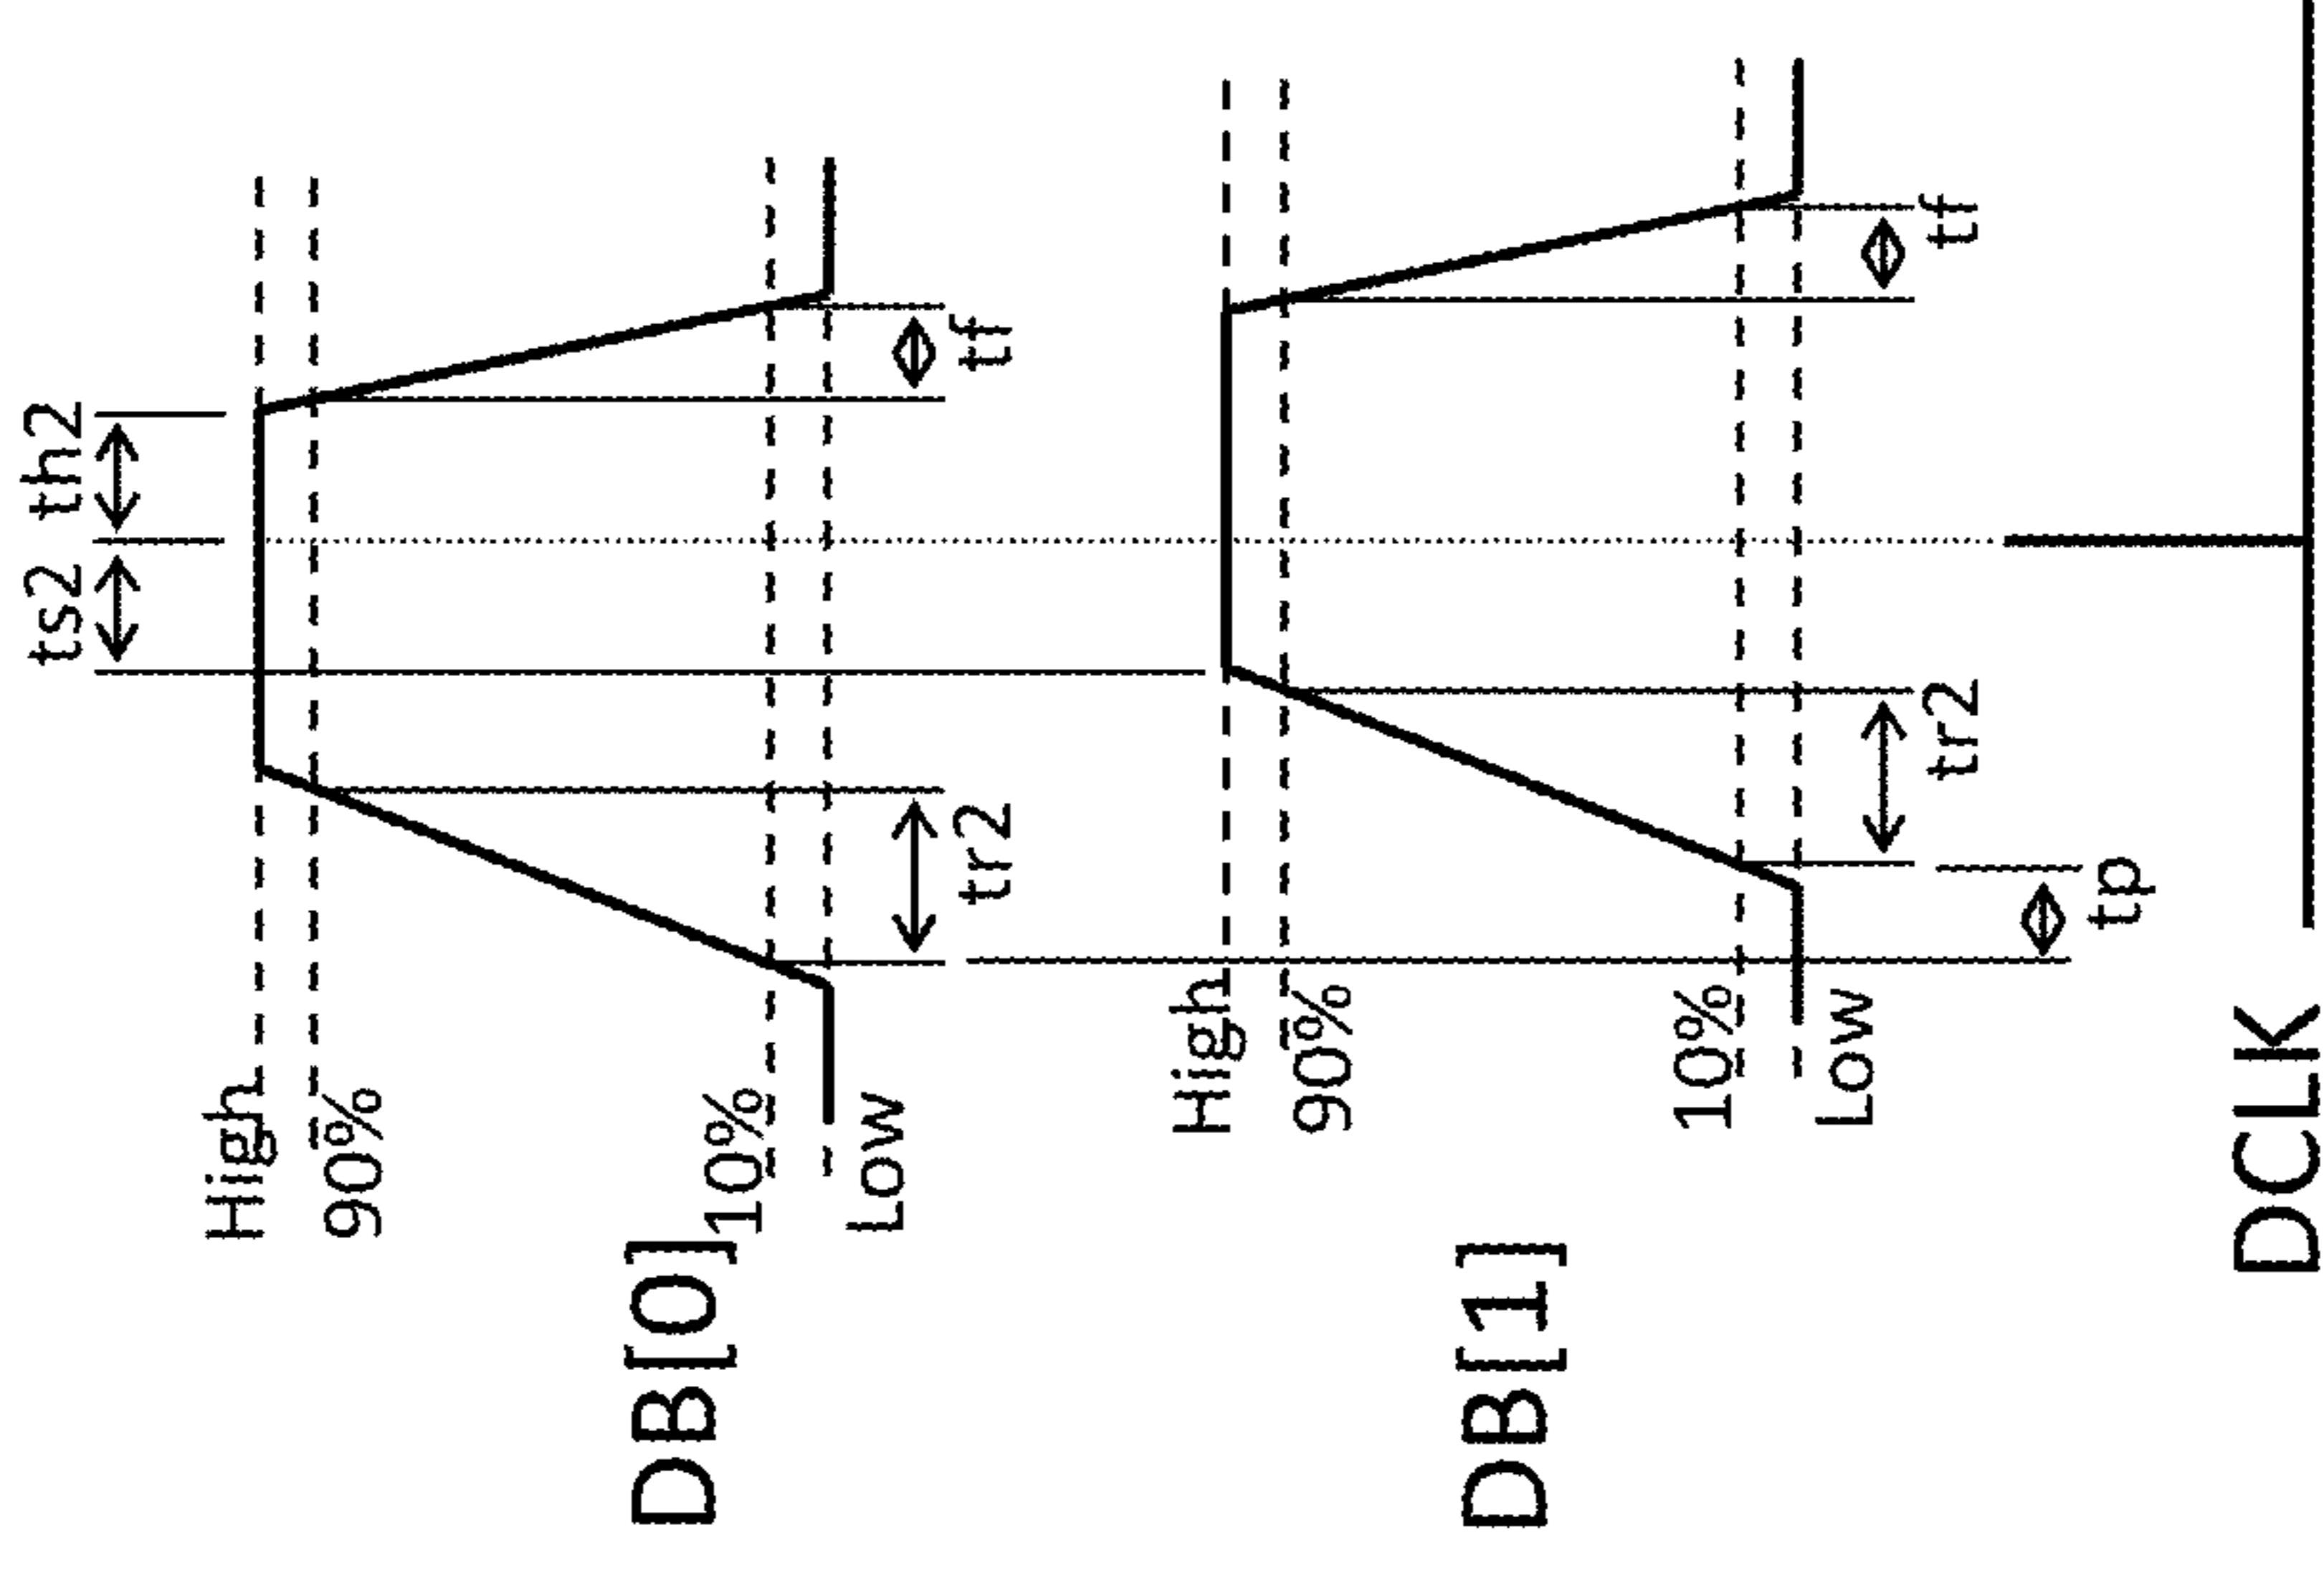 ts2 th2
High
90%
DB[0]
10%
Low
tr2 tf
High
90%
DB[1]
10%
Low
tr2 tf
tp
DCLK